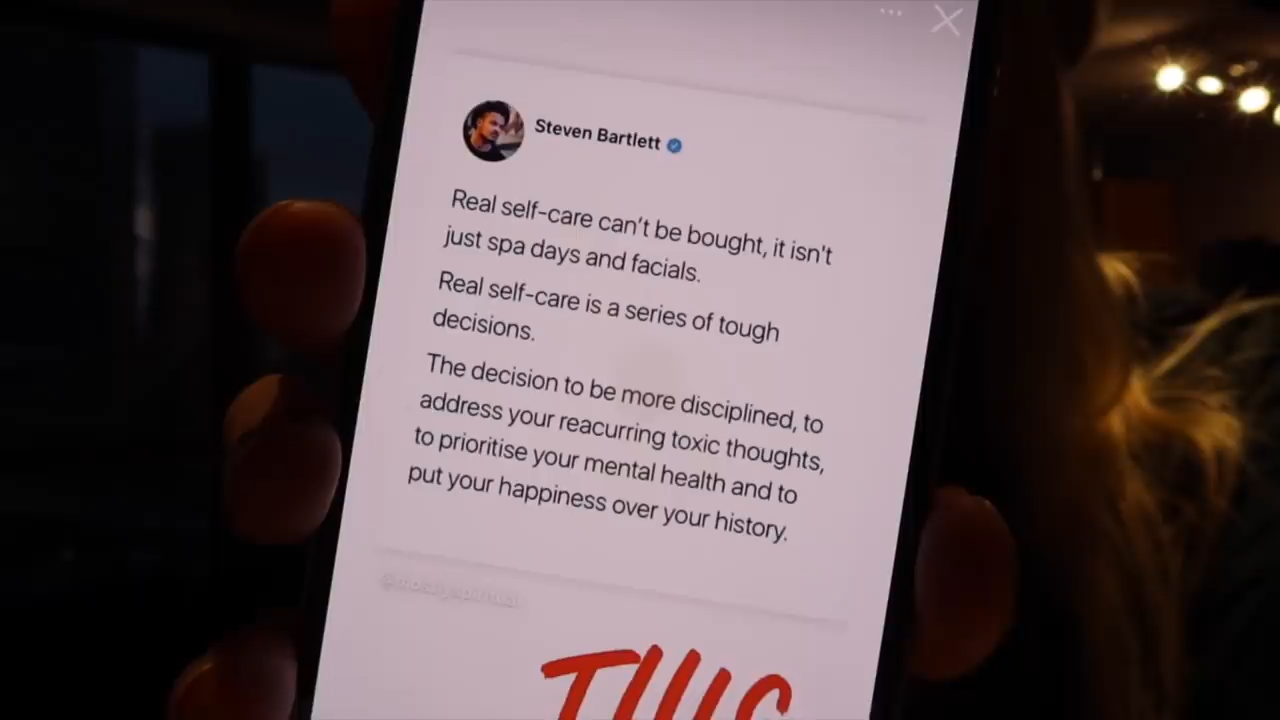 Steven Bartlett
Real self-care can't be bought, it isn't
just spa days and facials.
Real self-care is a series of tough
decisions.
The decision to be more disciplined, to
address your reacurring toxic thoughts,
to prioritise your mental health and to
put your happiness over your history.
THIS